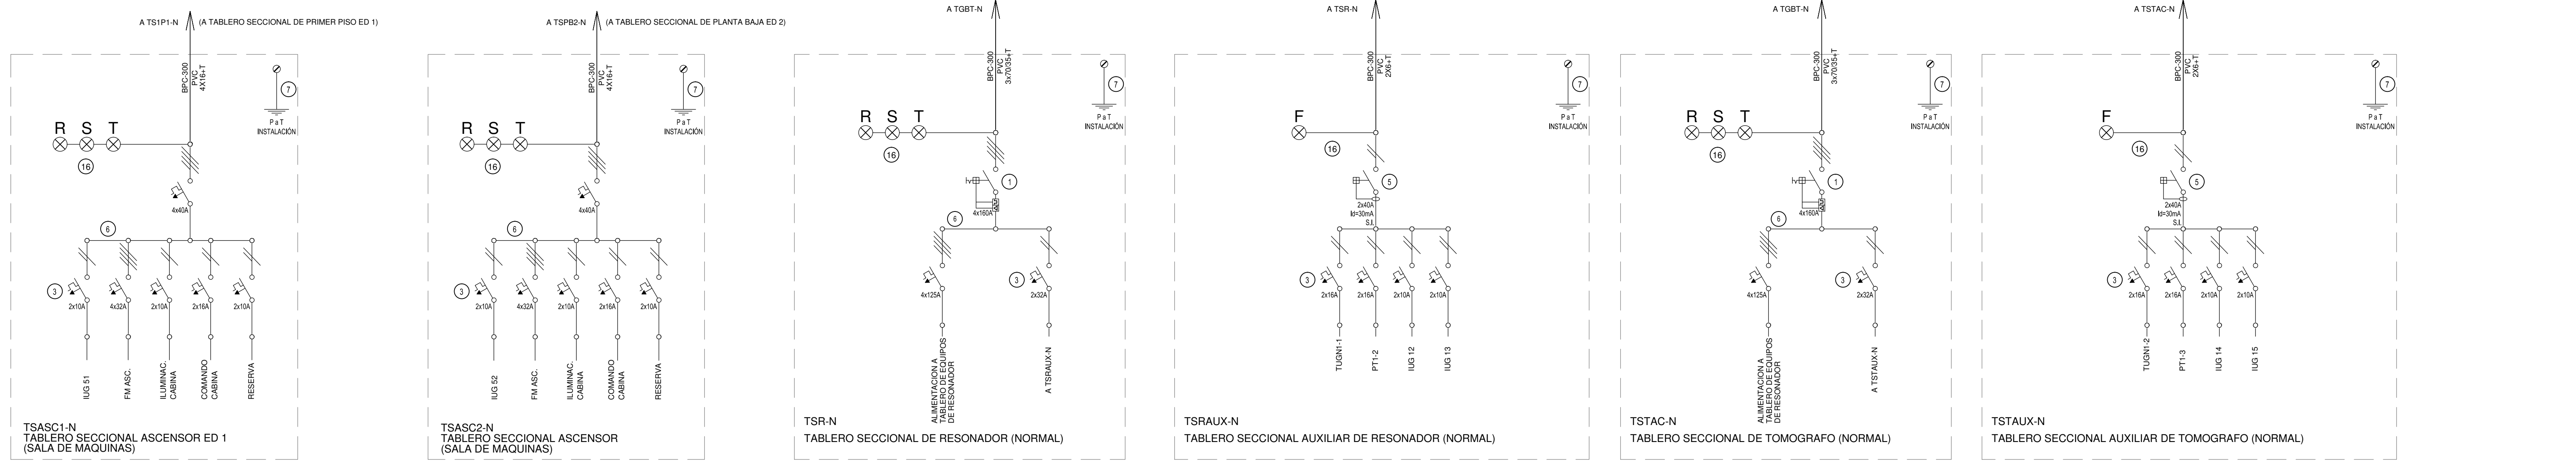 A TS1P1-N
(A TABLERO SECCIONAL DE PRIMER PISO ED 1)
BPC-300
PVC
4X16+T
7
P a T
INSTALACIÓN
R S T
16
4x40A
6
3
2x10A
4x32A
2x10A
2x16A
2x10A
IUG 51
FM ASC.
ILUMINAC.
CABINA
COMANDO
CABINA
RESERVA
TSASC1-N
TABLERO SECCIONAL ASCENSOR ED 1
(SALA DE MAQUINAS)
A TSPB2-N
(A TABLERO SECCIONAL DE PLANTA BAJA ED 2)
BPC-300
PVC
4X16+T
7
P a T
INSTALACIÓN
R S T
16
4x40A
6
3
2x10A
4x32A
2x10A
2x16A
2x10A
IUG 52
FM ASC.
ILUMINAC.
CABINA
COMANDO
CABINA
RESERVA
TSASC2-N
TABLERO SECCIONAL ASCENSOR
(SALA DE MAQUINAS)
A TGBT-N
BPC-300
PVC
3x70/35+T
7
P a T
INSTALACIÓN
R S T
16
1
4x160A
6
3
4x125A
2x32A
ALIMENTACION A
TABLERO DE EQUIPOS
DE RESONADOR
A TSRAUX-N
TSR-N
TABLERO SECCIONAL DE RESONADOR (NORMAL)
A TSR-N
BPC-300
PVC
2X6+T
7
P a T
INSTALACIÓN
F
16
5
2x40A
Id=30mA
S.I.
3
2x16A
2x16A
2x10A
2x10A
TUGN1-1
PT1-2
IUG 12
IUG 13
TSRAUX-N
TABLERO SECCIONAL AUXILIAR DE RESONADOR (NORMAL)
A TGBT-N
BPC-300
PVC
3x70/35+T
7
P a T
INSTALACIÓN
R S T
16
1
4x160A
6
3
4x125A
2x32A
ALIMENTACION A
TABLERO DE EQUIPOS
DE RESONADOR
A TSTAUX-N
TSTAC-N
TABLERO SECCIONAL DE TOMOGRAFO (NORMAL)
A TSTAC-N
BPC-300
PVC
2X6+T
7
P a T
INSTALACIÓN
F
16
5
2x40A
Id=30mA
S.I.
3
2x16A
2x16A
2x10A
2x10A
TUGN1-2
PT1-3
IUG 14
IUG 15
TSTAUX-N
TABLERO SECCIONAL AUXILIAR DE TOMOGRAFO (NORMAL)